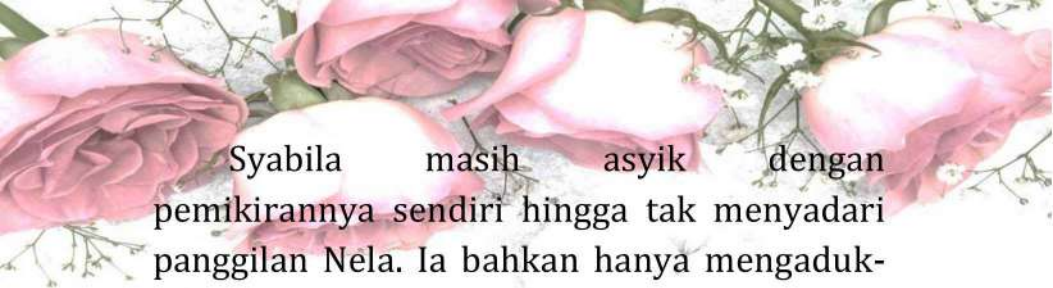 Syabila masih asyik dengan
pemikirannya sendiri hingga tak menyadari
panggilan Nela. Ia bahkan hanya mengaduk-